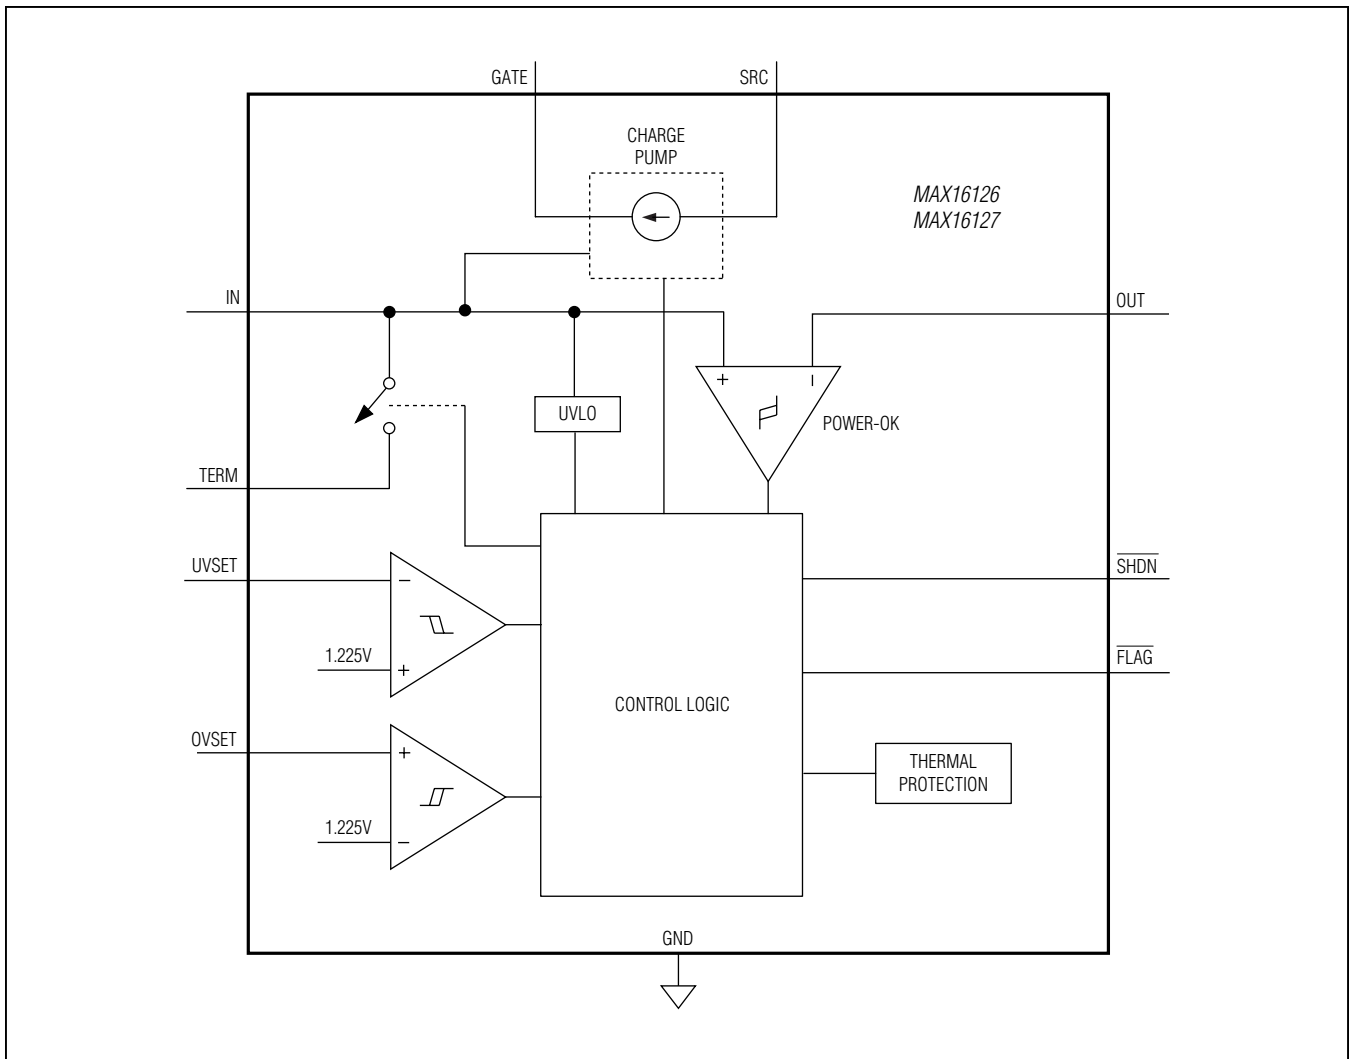 GATE
SRC
CHARGE
PUMP
MAX16126
MAX16127
IN
OUT
+
–
UVLO
POWER-OK
TERM
UVSET
–
SHDN
1.225V
+
FLAG
CONTROL LOGIC
OVSET
+
THERMAL
PROTECTION
1.225V
–
GND